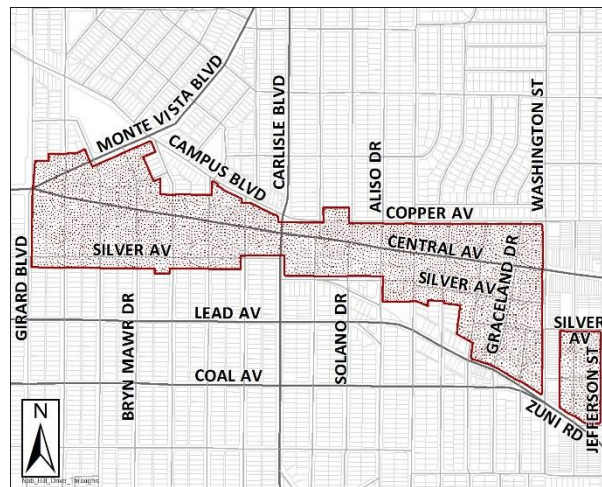 MONTE VISTA BLVD
CAMPUS BLVD
CARLISLE BLVD
ALISO DR
WASHINGTON ST
COPPER AV
CENTRAL AV
SILVER AV
SILVER AV
GRACELAND DR
GIRARD BLVD
BRYN MAWR DR
LEAD AV
SOLANO DR
SILVER
AV
COAL AV
ZUNI RD
JEFFERSON ST
N
Nob_Hill_Drive_Throughs